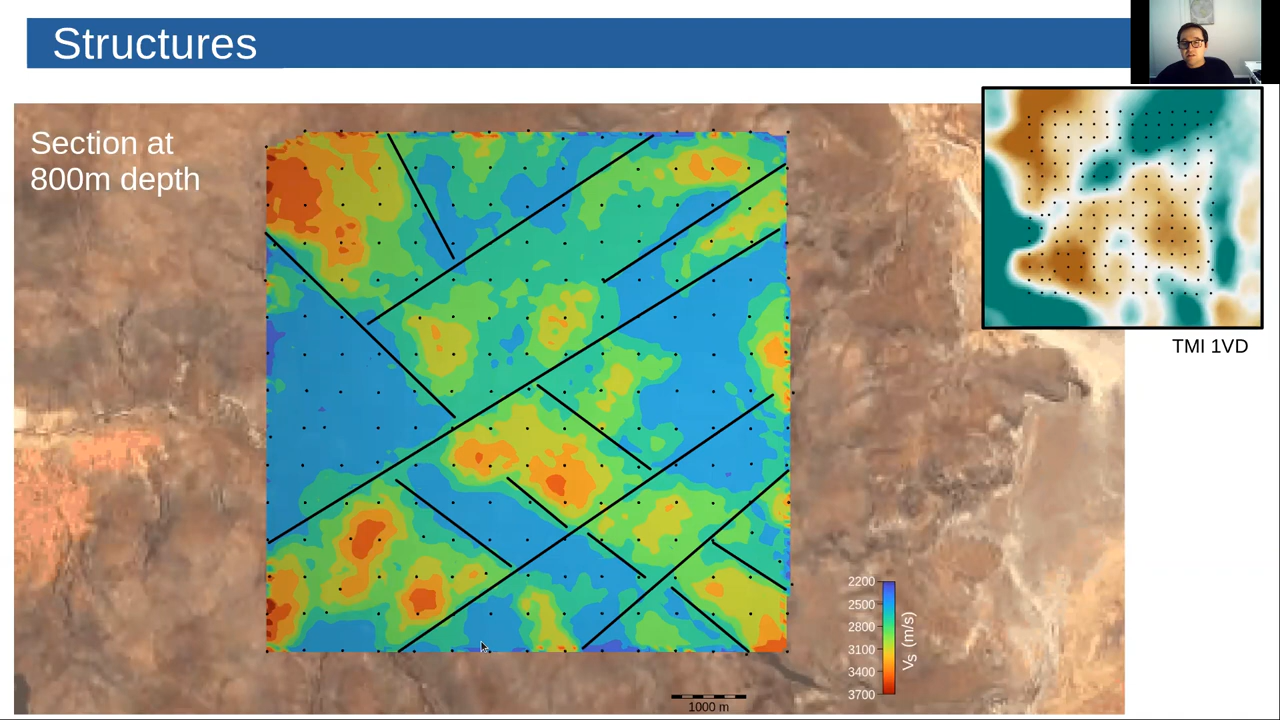 Structures
Section at
800m depth
TMI 1VD
2200
2500
2800
3100
3400
3700
Vs (m/s)
1000 m